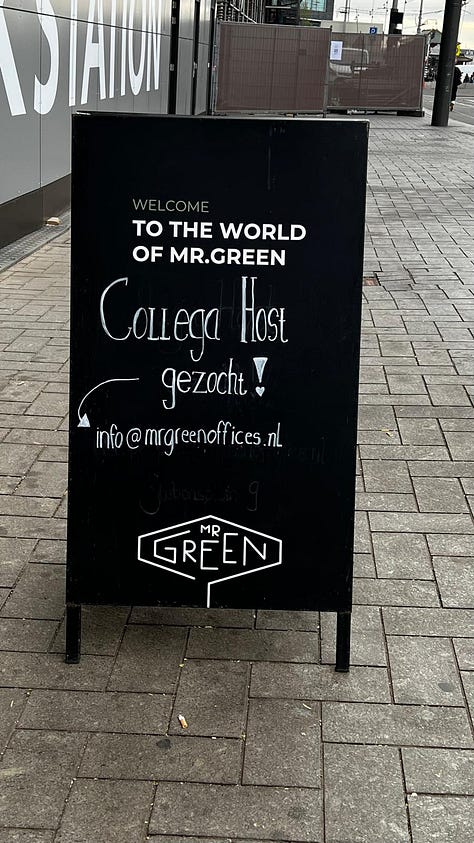 STATION
WELCOME
TO THE WORLD
OF MR.GREEN
Collega Host
gezocht!
info@mrgreenoffices.nl
MR
GREEN